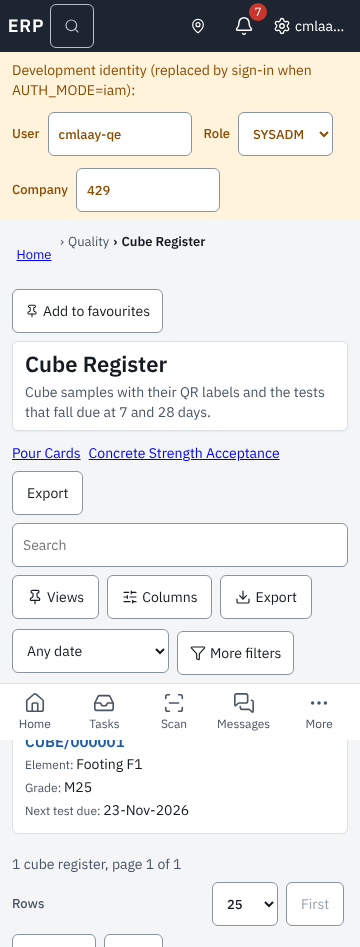 ERP
7
cmlaa...
Development identity (replaced by sign-in when
AUTH_MODE=iam):
User cmlaay-qe Role SYSADM
Company 429
Home › Quality › Cube Register
Add to favourites
Cube Register
Cube samples with their QR labels and the tests
that fall due at 7 and 28 days.
Pour Cards Concrete Strength Acceptance
Export
Search
Views Columns Export
Any date More filters
Home Tasks Scan Messages More
CUBE/000001
Element: Footing F1
Grade: M25
Next test due: 23-Nov-2026
1 cube register, page 1 of 1
Rows 25 First